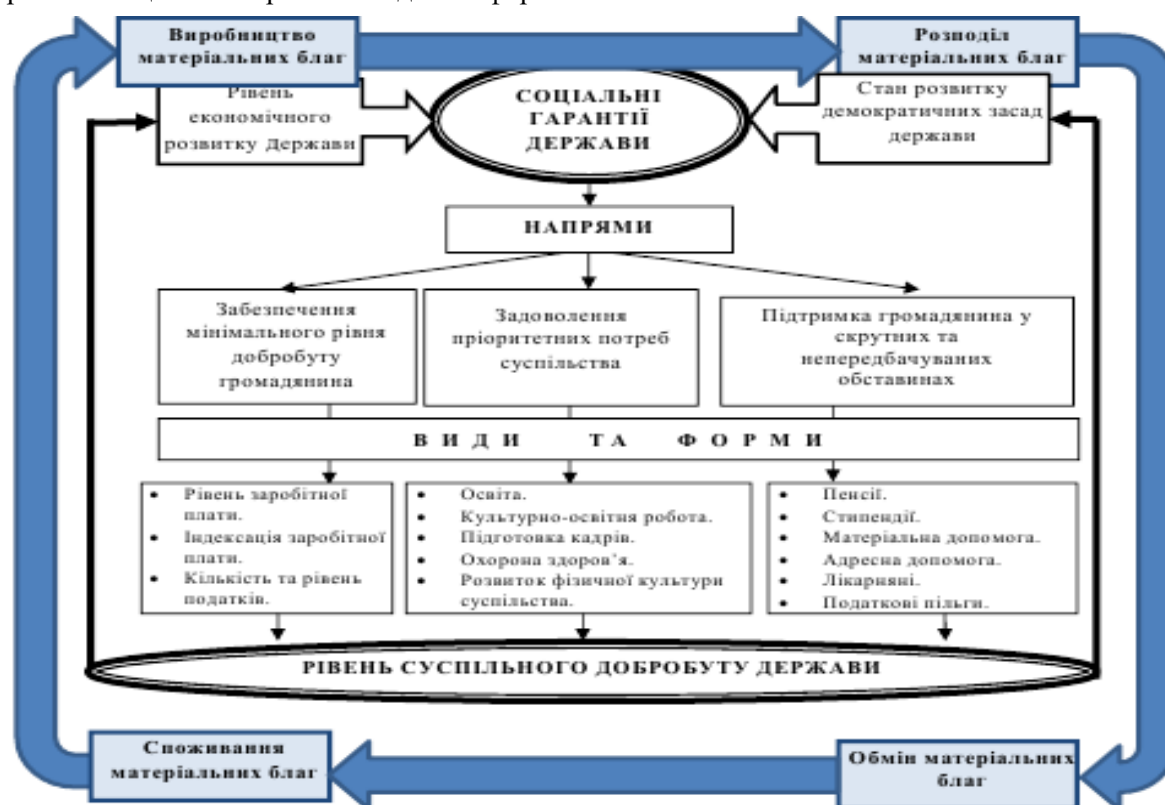 Виробництво
матеріальних благ
Розподіл
матеріальних благ
Рівень
економічного
розвитку Держави
СОЦІАЛЬНІ
ГАРАНТІЇ
ДЕРЖАВИ
Стан розвитку
демократичних засад
держави
НАПРЯМИ
Забезпечення
мінімального рівня
добробуту
громадянина
Задоволення
пріоритетних потреб
суспільства
Підтримка громадянина у
скрутних та
непередбачуваних
обставинах
ВИДИ ТА ФОРМИ
• Рівень заробітної
плати.
• Індексація заробітної
плати.
• Кількість та рівень
податків.
• Освіта.
• Культурно-освітня робота.
• Підготовка кадрів.
• Охорона здоров’я.
• Розвиток фізичної культури
суспільства.
• Пенсії.
• Стипендії.
• Матеріальна допомога.
• Адресна допомога.
• Лікарняні.
• Податкові пільги.
РІВЕНЬ СУСПІЛЬНОГО ДОБРОБУТУ ДЕРЖАВИ
Споживання
матеріальних благ
Обмін матеріальних
благ